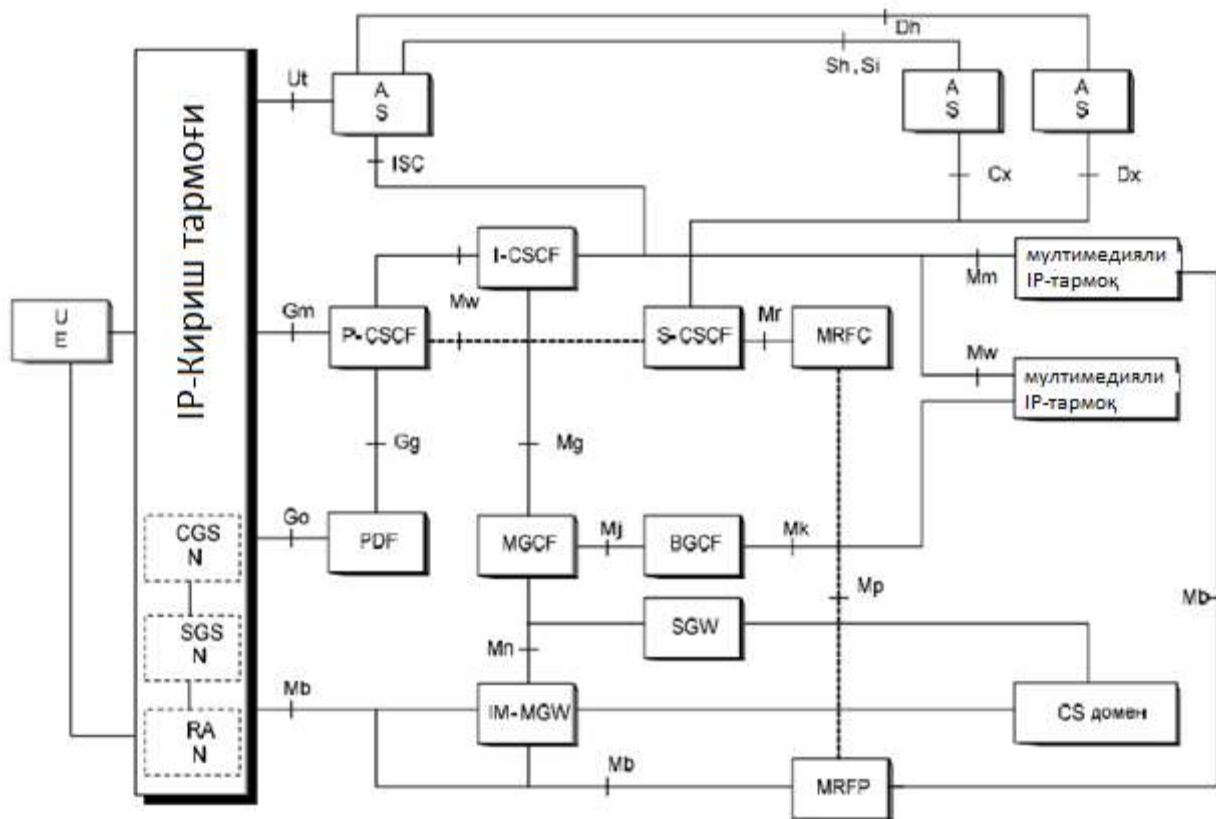 Dh
Sh, Si
Ut
A
S
A
S
A
S
ISC
Cx
Dx
IP-Кириш тармоғи
I-CSCF
Mw
Mm
мултимедияли
IP-тармоқ
U
E
Gm
P-CSCF
Mw
S-CSCF
Mr
MRFC
мултимедияли
IP-тармоқ
Gg
Mg
Go
PDF
MGCF
Mj
BGCF
Mk
CGS
N
Mp
Mb
SGW
SGS
N
Mn
Mb
IM-MGW
CS домен
RA
N
Mb
MRFP